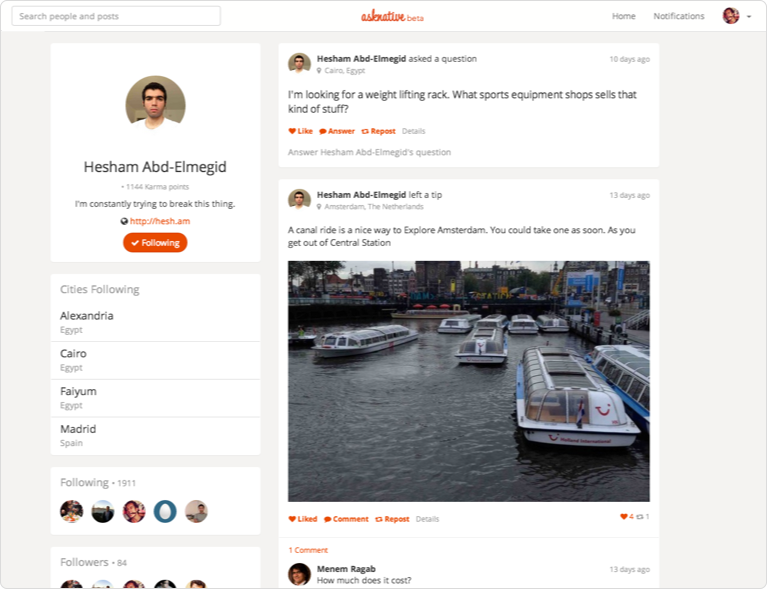 Search people and posts
asknative beta
Home
Notifications
Hesham Abd-Elmegid
• 1144 Karma points
I'm constantly trying to break this thing.
http://hesh.am
Following
Cities Following
Alexandria
Egypt
Cairo
Egypt
Faiyum
Egypt
Madrid
Spain
Following • 1911
Followers • 84
Hesham Abd-Elmegid asked a question
10 days ago
Cairo, Egypt
I'm looking for a weight lifting rack. What sports equipment shops sells that
kind of stuff?
Like Answer Repost Details
Answer Hesham Abd-Elmegid's question
Hesham Abd-Elmegid left a tip
13 days ago
Amsterdam, The Netherlands
A canal ride is a nice way to Explore Amsterdam. You could take one as soon. As you
get out of Central Station
Holland International
Liked Comment Repost Details
4 1
1 Comment
Menem Ragab
13 days ago
How much does it cost?